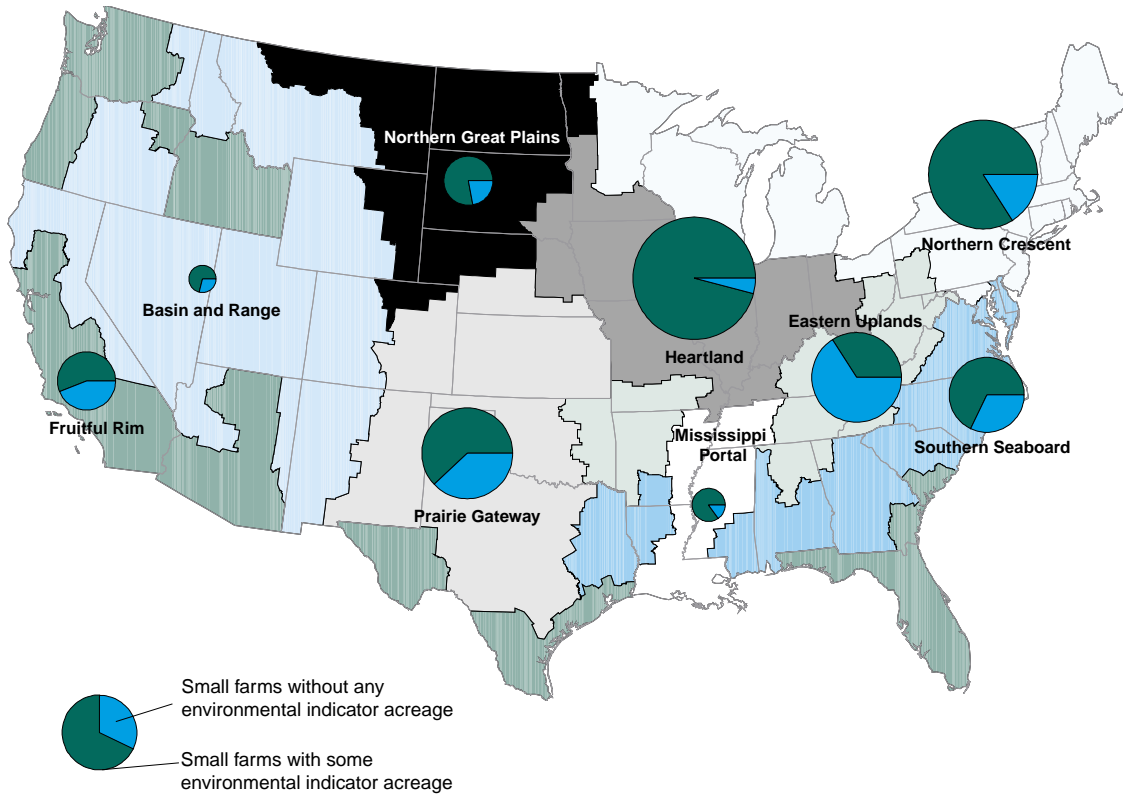 Northern Great Plains
Northern Crescent
Basin and Range
Eastern Uplands
Heartland
Fruitful Rim
Mississippi
Portal
Southern Seaboard
Prairie Gateway
Small farms without any
environmental indicator acreage
Small farms with some
environmental indicator acreage